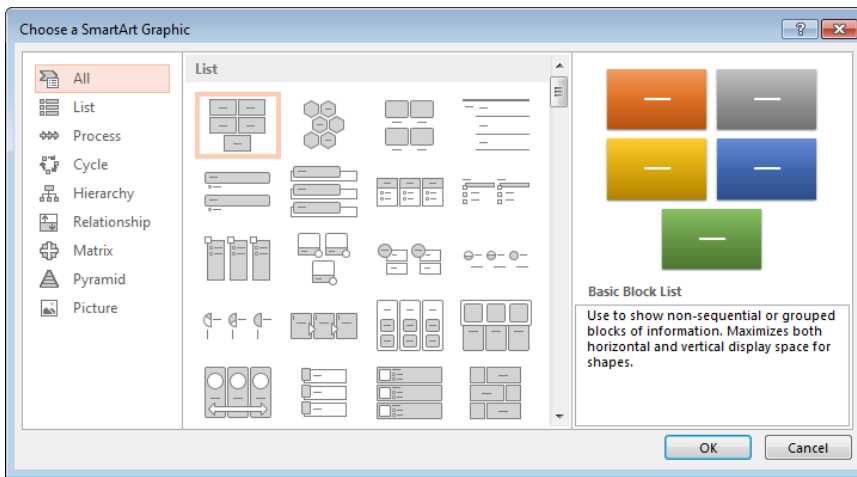 Choose a SmartArt Graphic
All
List
Process
Cycle
Hierarchy
Relationship
Matrix
Pyramid
Picture
List
Basic Block List
Use to show non-sequential or grouped
blocks of information. Maximizes both
horizontal and vertical display space for
shapes.
OK
Cancel